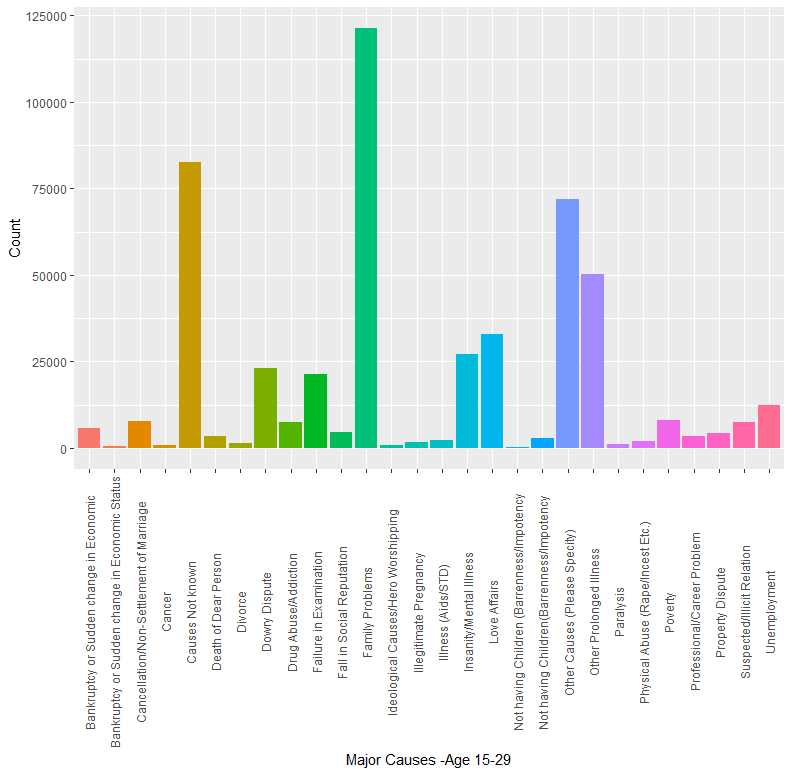 125000
100000
75000
50000
25000
0
Count
Bankruptcy or Sudden change in Economic
Bankruptcy or Sudden change in Economic Status
Cancellation/Non-Settlement of Marriage
Cancer
Causes Not known
Death of Dear Person
Divorce
Dowry Dispute
Drug Abuse/Addiction
Failure in Examination
Fall in Social Reputation
Family Problems
Ideological Causes/Hero Worshipping
Illegitimate Pregnancy
Illness (Aids/STD)
Insanity/Mental Illness
Love Affairs
Not having Children (Barrenness/Impotency
Not having Children(Barrenness/Impotency
Other Causes (Please Specity)
Other Prolonged Illness
Paralysis
Physical Abuse (Rape/Incest Etc.)
Poverty
Professional/Career Problem
Property Dispute
Suspected/Illicit Relation
Unemployment
Major Causes -Age 15-29